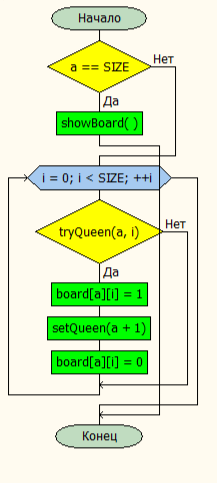 Начало
a == SIZE
Нет
Да
showBoard( )
i = 0; i < SIZE; ++i
tryQueen(a, i)
Нет
Да
board[a][i] = 1
setQueen(a + 1)
board[a][i] = 0
Конец